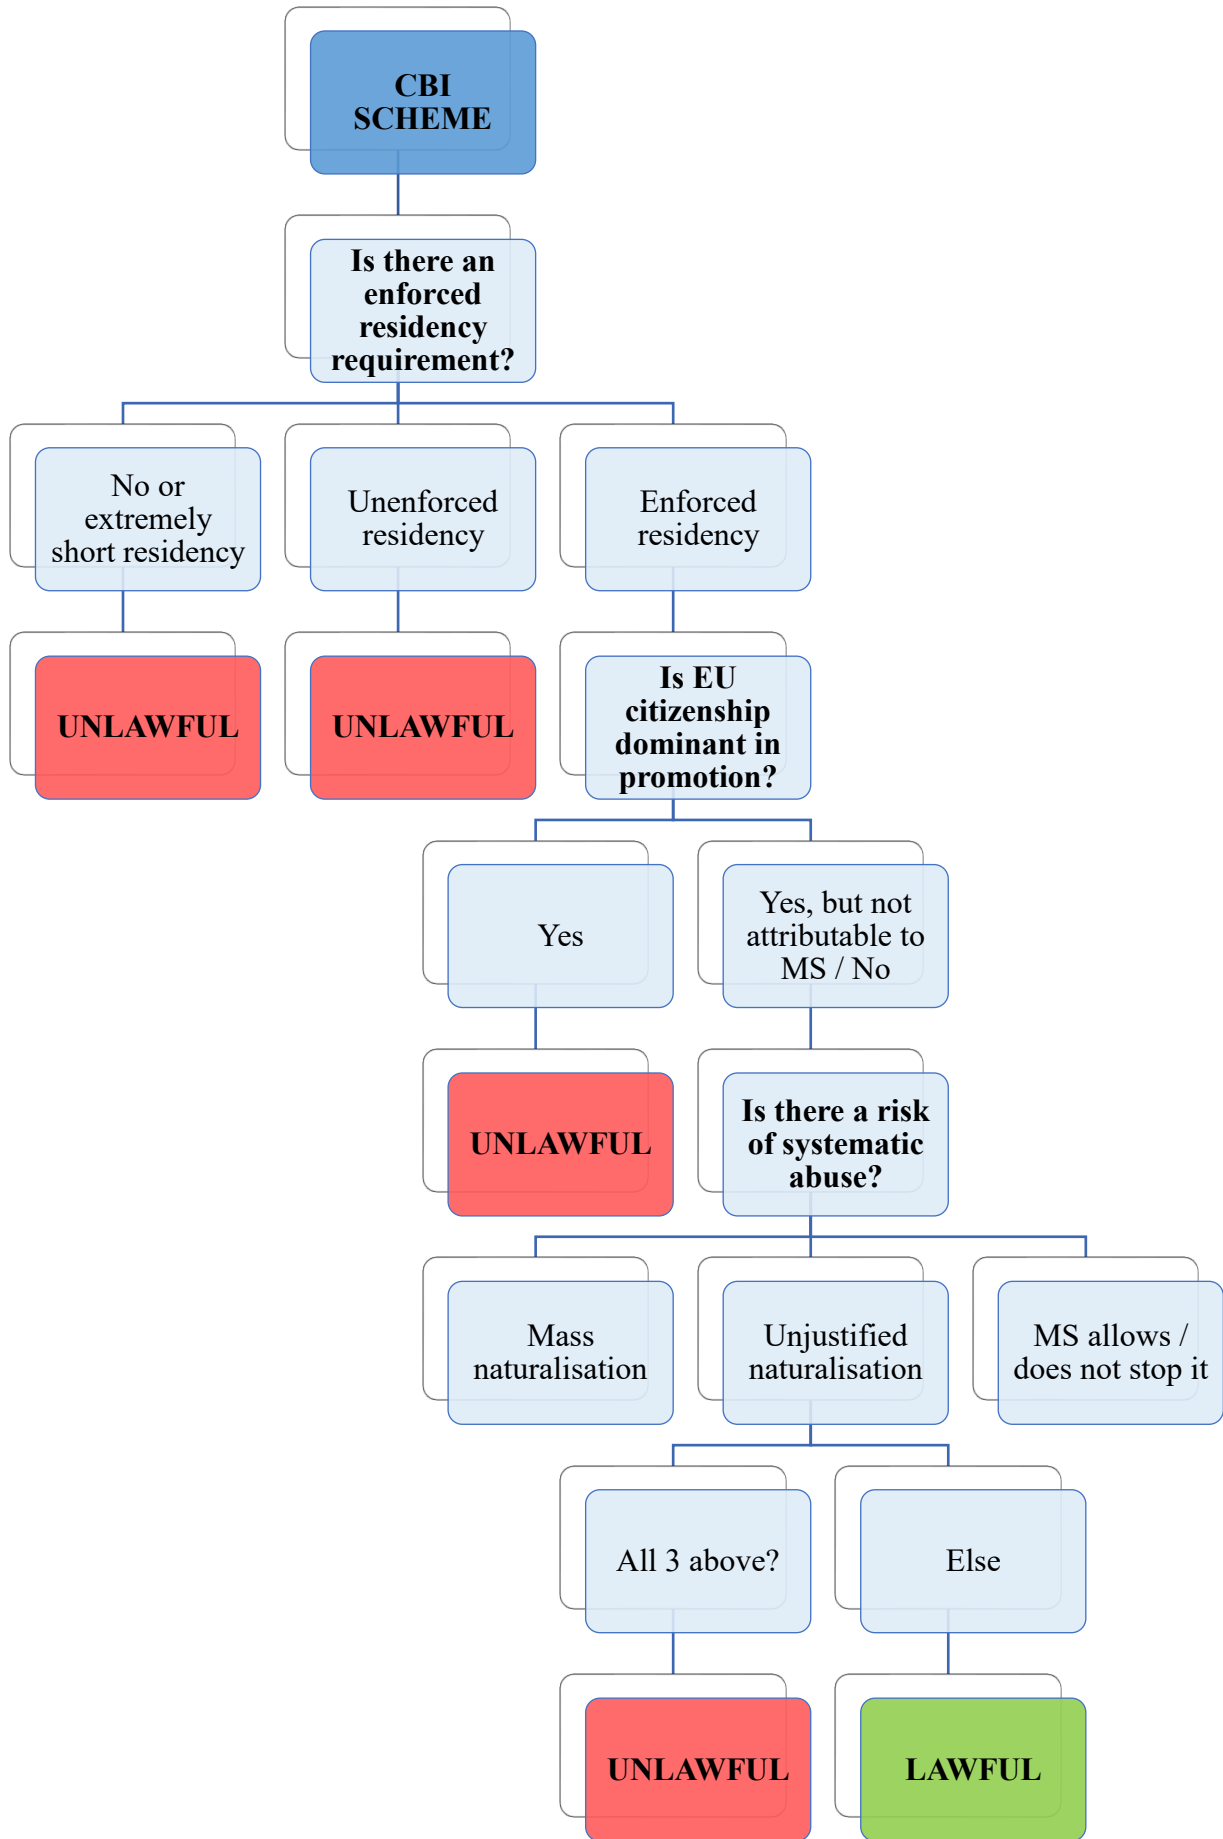 CBI
SCHEME
Is there an
enforced
residency
requirement?
No or
extremely
short residency
Unenforced
residency
Enforced
residency
UNLAWFUL
UNLAWFUL
Is EU
citizenship
dominant in
promotion?
Yes
Yes, but not
attributable to
MS / No
UNLAWFUL
Is there a risk
of systematic
abuse?
Mass
naturalisation
Unjustified
naturalisation
MS allows /
does not stop it
All 3 above?
Else
UNLAWFUL
LAWFUL